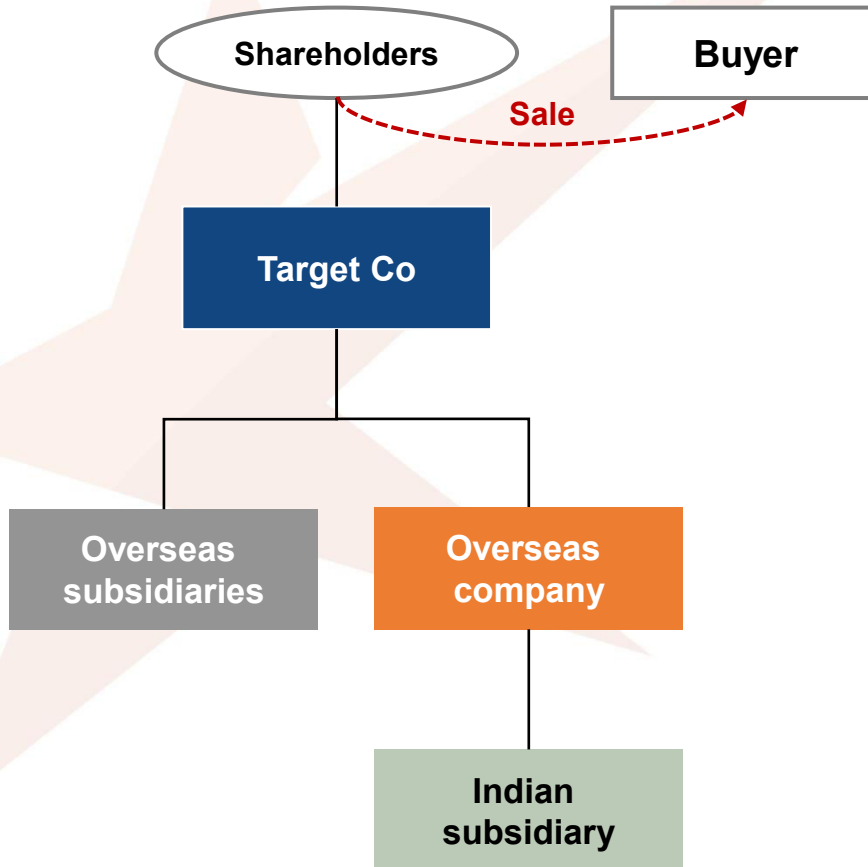 Shareholders
Buyer
Sale
Target Co
Overseas
subsidiaries
Overseas
company
Indian
subsidiary